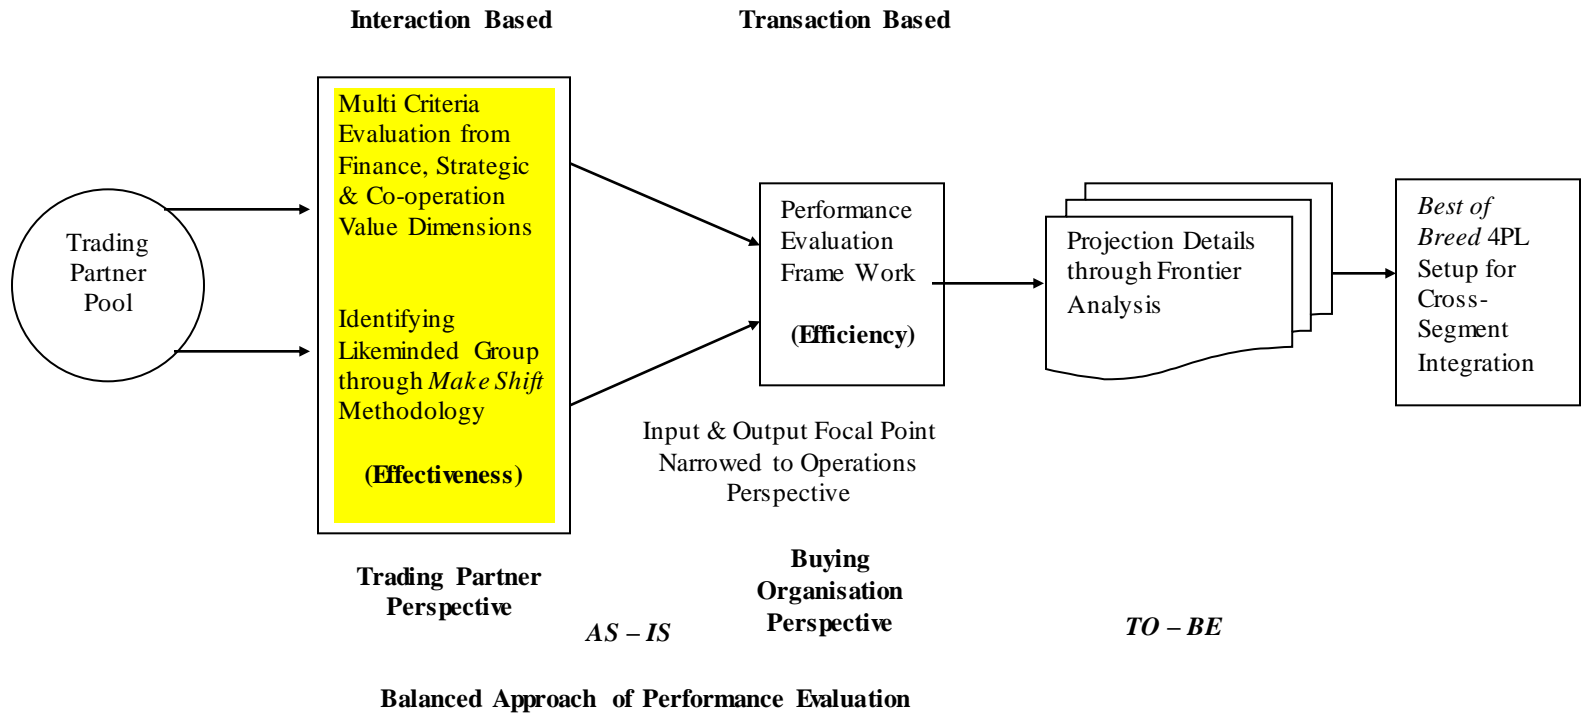 Interaction Based
Transaction Based
Trading
Partner
Pool
Multi Criteria
Evaluation from
Finance, Strategic
& Co-operation
Value Dimensions
Identifying
Likeminded Group
through Make Shift
Methodology
(Effectiveness)
Performance
Evaluation
Frame Work
(Efficiency)
Projection Details
through Frontier
Analysis
Best of
Breed 4PL
Setup for
Cross-
Segment
Integration
Input & Output Focal Point
Narrowed to Operations
Perspective
Trading Partner
Perspective
AS – IS
Buying
Organisation
Perspective
TO – BE
Balanced Approach of Performance Evaluation